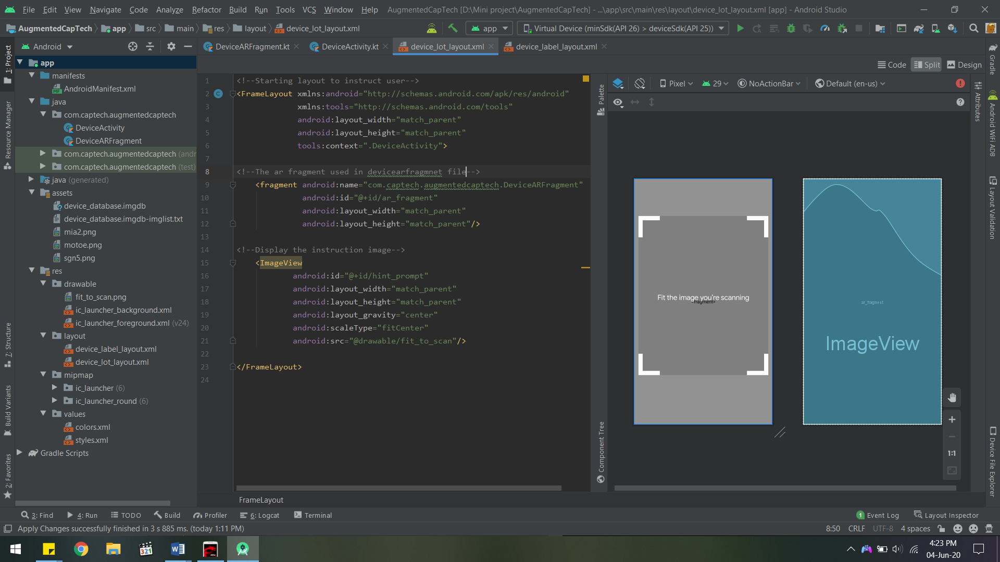 File Edit View Navigate Code Analyze Refactor Build Run Tools VCS Window Help AugmentedCapTech [D:\Mini project\AugmentedCapTech] - ...\app\src\main\res\layout\device_lot_layout.xml [app] - Android Studio
AugmentedCapTech app src main res layout device_lot_layout.xml app Virtual Device (minSdk(API 26) > deviceSdk(API 25))
Android DeviceARFragment.kt DeviceActivity.kt device_lot_layout.xml device_label_layout.xml
Code Split Design
1: Project
Resource Manager
7: Structure
Build Variants
2: Favorites
app
manifests
AndroidManifest.xml
java
com.captech.augmentedcaptech
DeviceActivity
DeviceARFragment
com.captech.augmentedcaptech (andr
com.captech.augmentedcaptech (test)
java (generated)
assets
device_database.imgdb
device_database.imgdb-imglist.txt
mia2.png
motoe.png
sgn5.png
res
drawable
fit_to_scan.png
ic_launcher_background.xml
ic_launcher_foreground.xml (v24)
layout
device_label_layout.xml
device_lot_layout.xml
mipmap
ic_launcher (6)
ic_launcher_round (6)
values
colors.xml
styles.xml
Gradle Scripts
1 <!--Starting layout to instruct user-->
2 <FrameLayout xmlns:android="http://schemas.android.com/apk/res/android"
3 xmlns:tools="http://schemas.android.com/tools"
4 android:layout_width="match_parent"
5 android:layout_height="match_parent"
6 tools:context=".DeviceActivity">
7
8 <!--The ar fragment used in devicearfragmnet file-->
9 <fragment android:name="com.captech.augmentedcaptech.DeviceARFragment"
10 android:id="@+id/ar_fragment"
11 android:layout_width="match_parent"
12 android:layout_height="match_parent"/>
13
14 <!--Display the instruction image-->
15 <ImageView
16 android:id="@+id/hint_prompt"
17 android:layout_width="match_parent"
18 android:layout_height="match_parent"
19 android:layout_gravity="center"
20 android:scaleType="fitCenter"
21 android:src="@drawable/fit_to_scan"/>
22
23 </FrameLayout>
24
FrameLayout
Palette
Component Tree
Pixel 29 NoActionBar Default (en-us)
Fit the image you're scanning
<fragment>
ar_fragment
ImageView
1:1
Attributes
Gradle
Android WiFi ADB
Layout Validation
Device File Explorer
3: Find 4: Run TODO Build Profiler 6: Logcat Terminal 1 Event Log Layout Inspector
Apply Changes successfully finished in 3 s 885 ms. (today 1:11 PM) 8:50 CRLF UTF-8 4 spaces
321
4:23 PM
04-Jun-20